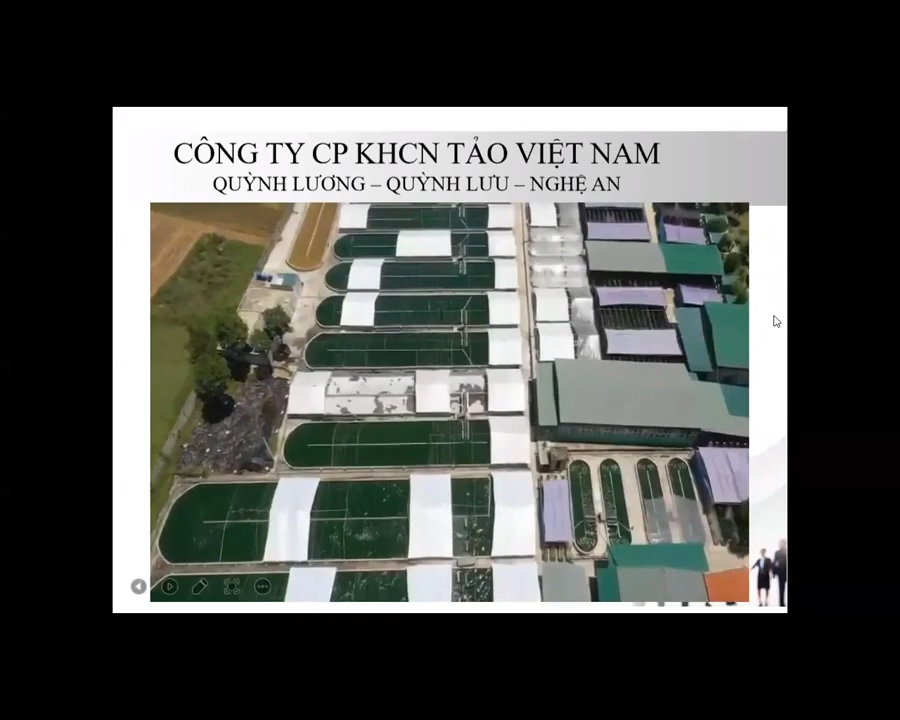 CÔNG TY CP KHCN TẢO VIỆT NAM
QUỲNH LƯƠNG – QUỲNH LƯU – NGHỆ AN